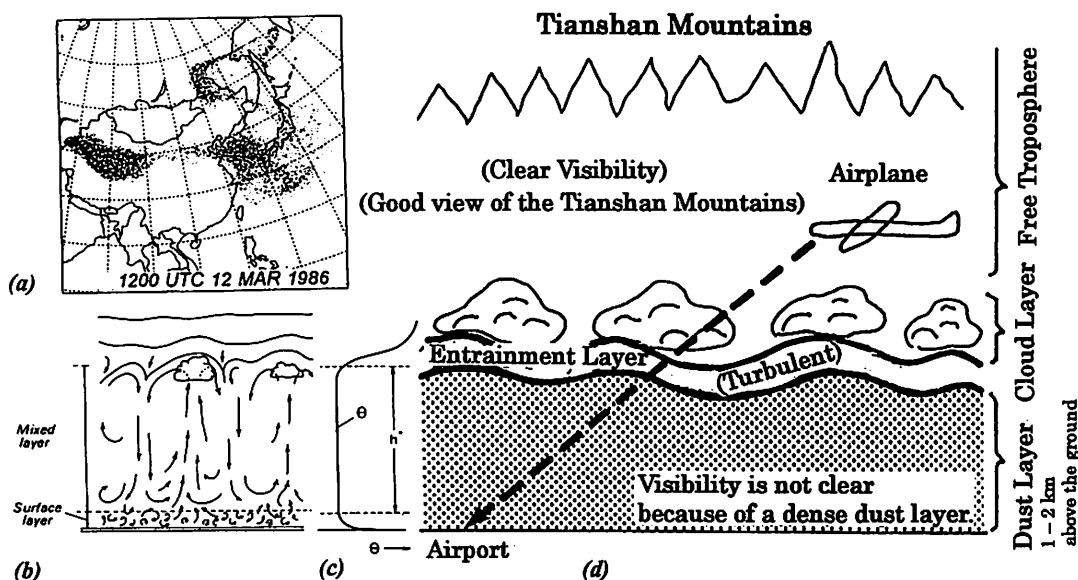 Tianshan Mountains
(Clear Visibility)
(Good view of the Tianshan Mountains)
Airplane
Free Troposphere
(a)
1200 UTC 12 MAR 1986
Cloud Layer
Entrainment Layer
(Turbulent)
Mixed
layer
Surface
layer
θ
h*
Dust Layer
1 – 2 km
above the ground
Visibility is not clear
because of a dense dust layer.
θ →
Airport
(b)
(c)
(d)